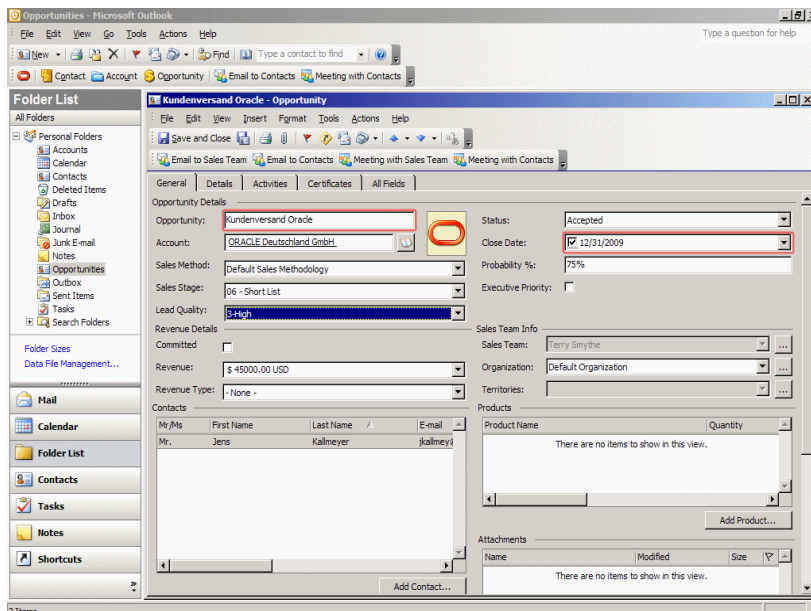 Opportunities - Microsoft Outlook
File Edit View Go Tools Actions Help
Type a question for help
New Find Type a contact to find
Contact Account Opportunity Email to Contacts Meeting with Contacts
Folder List
All Folders
Personal Folders
Accounts
Calendar
Contacts
Deleted Items
Drafts
Inbox
Journal
Junk E-mail
Notes
Opportunities
Outbox
Sent Items
Tasks
Search Folders
Folder Sizes
Data File Management...
Mail
Calendar
Folder List
Contacts
Tasks
Notes
Shortcuts
Kundenversand Oracle - Opportunity
File Edit View Insert Format Tools Actions Help
Save and Close
Email to Sales Team Email to Contacts Meeting with Sales Team Meeting with Contacts
General Details Activities Certificates All Fields
Opportunity Details
Opportunity: Kundenversand Oracle
Account: ORACLE Deutschland GmbH
Sales Method: Default Sales Methodology
Sales Stage: 06 - Short List
Lead Quality: 3-High
Status: Accepted
Close Date: 12/31/2009
Probability %: 75%
Executive Priority:
Revenue Details
Committed
Revenue: $ 45000.00 USD
Revenue Type: - None -
Sales Team Info
Sales Team: Terry Smythe ...
Organization: Default Organization ...
Territories: ...
Contacts
Mr/Ms First Name Last Name E-mail
Mr. Jens Kallmeyer jkallmey@
Add Contact...
Products
Product Name Quantity
There are no items to show in this view.
Add Product...
Attachments
Name Modified Size
There are no items to show in this view.
2 Items